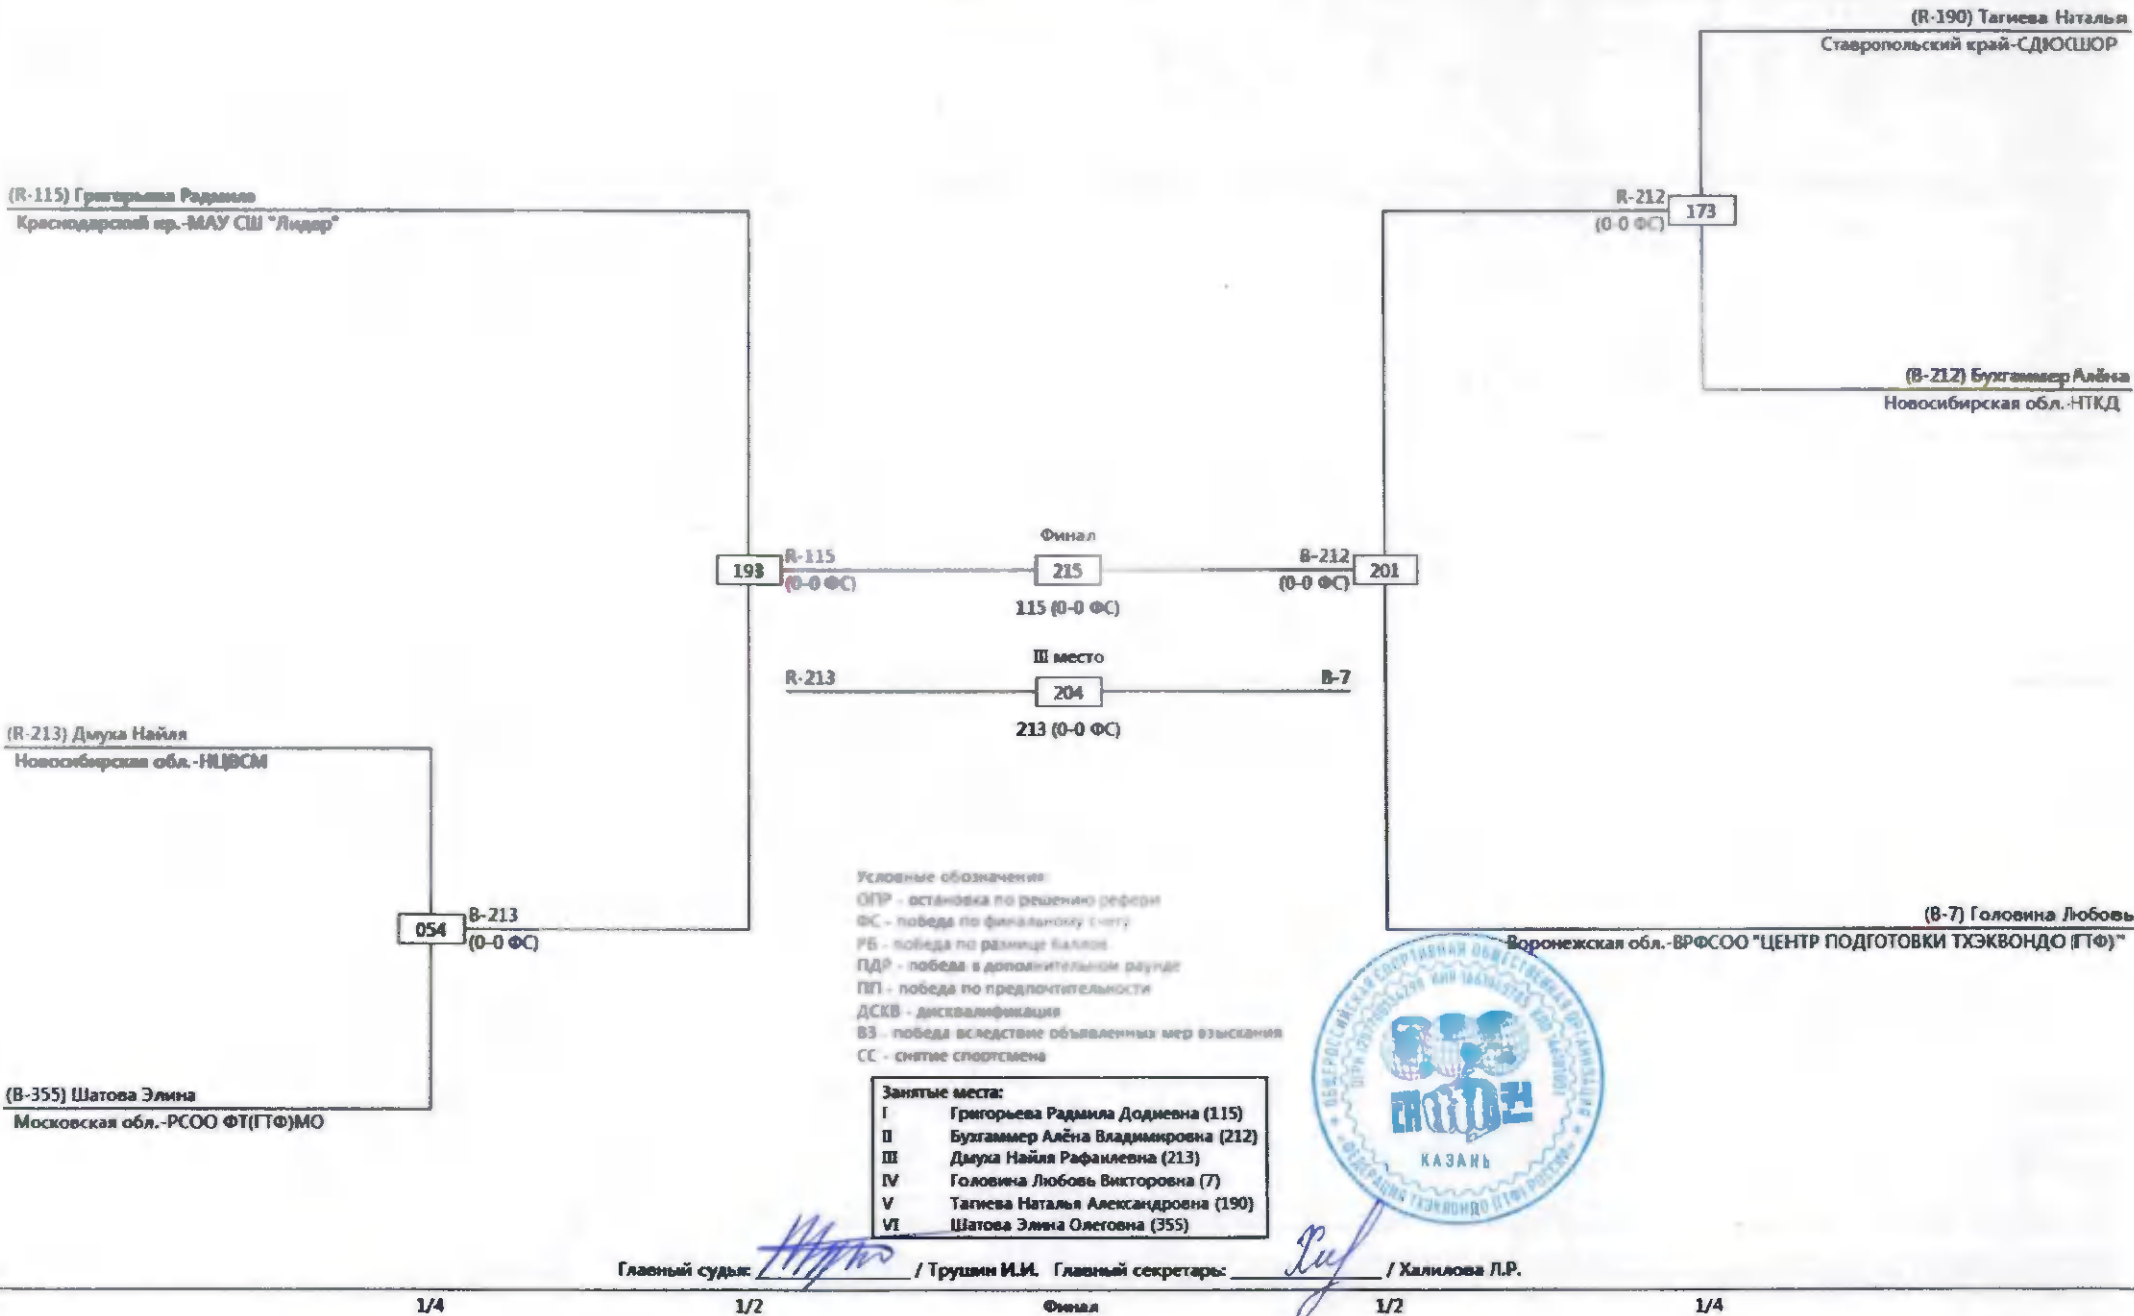 (R-190) Тагиева Наталья
Ставропольский край-СДЮСШОР
(R-115) Григорьева Радмила
Краснодарский кр.-МАУ СШ "Лидер"
R-212
(0-0 ФС)
173
(B-212) Бухгаммер Алёна
Новосибирская обл.-НТКД
Финал
193
R-115
(0-0 ФС)
215
B-212
(0-0 ФС)
201
115 (0-0 ФС)
III место
R-213
204
B-7
213 (0-0 ФС)
(R-213) Дмуха Найля
Новосибирская обл.-НЦВСМ
054
B-213
(0-0 ФС)
(B-7) Головина Любовь
Воронежская обл.-ВРФСОО "ЦЕНТР ПОДГОТОВКИ ТХЭКВОНДО (ГТФ)"
Условные обозначения
ОПР - остановка по решению рефери
ФС - победа по финальному счету
РБ - победа по разнице баллов
ПДР - победа в дополнительном раунде
ПП - победа по предпочтительности
ДСКВ - дисквалификация
ВЗ - победа вследствие объявленных мер взыскания
СС - снятие спортсмена
(B-355) Шатова Элина
Московская обл.-РСОО ФТ(ГТФ)МО
Занятые места:
I Григорьева Радмила Додиевна (115)
II Бухгаммер Алёна Владимировна (212)
III Дмуха Найля Рафаилевна (213)
IV Головина Любовь Викторовна (7)
V Тагиева Наталья Александровна (190)
VI Шатова Элина Олеговна (355)
ОБЩЕРОССИЙСКАЯ СПОРТИВНАЯ ОБЩЕСТВЕННАЯ ОРГАНИЗАЦИЯ
«ФЕДЕРАЦИЯ ТХЭКВОНДО (ГТФ) РОССИИ»
КАЗАНЬ
Главный судья: / Трушин И.И. Главный секретарь: / Халилова Л.Р.
1/4 1/2 Финал 1/2 1/4